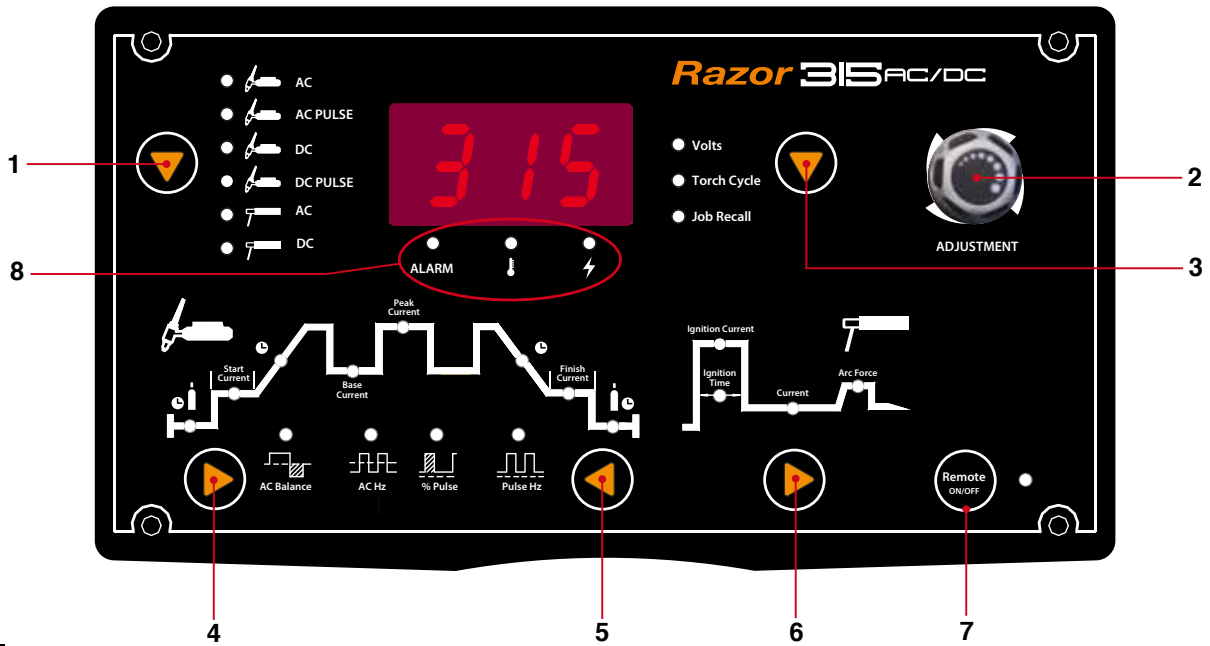 Razor 315 AC/DC
AC
AC PULSE
DC
DC PULSE
AC
DC
315
Volts
Torch Cycle
Job Recall
ADJUSTMENT
1
2
3
8
ALARM
Peak
Current
Start
Current
Base
Current
Finish
Current
Ignition Current
Ignition
Time
Current
Arc Force
AC Balance
AC Hz
% Pulse
Pulse Hz
Remote
ON/OFF
4
5
6
7